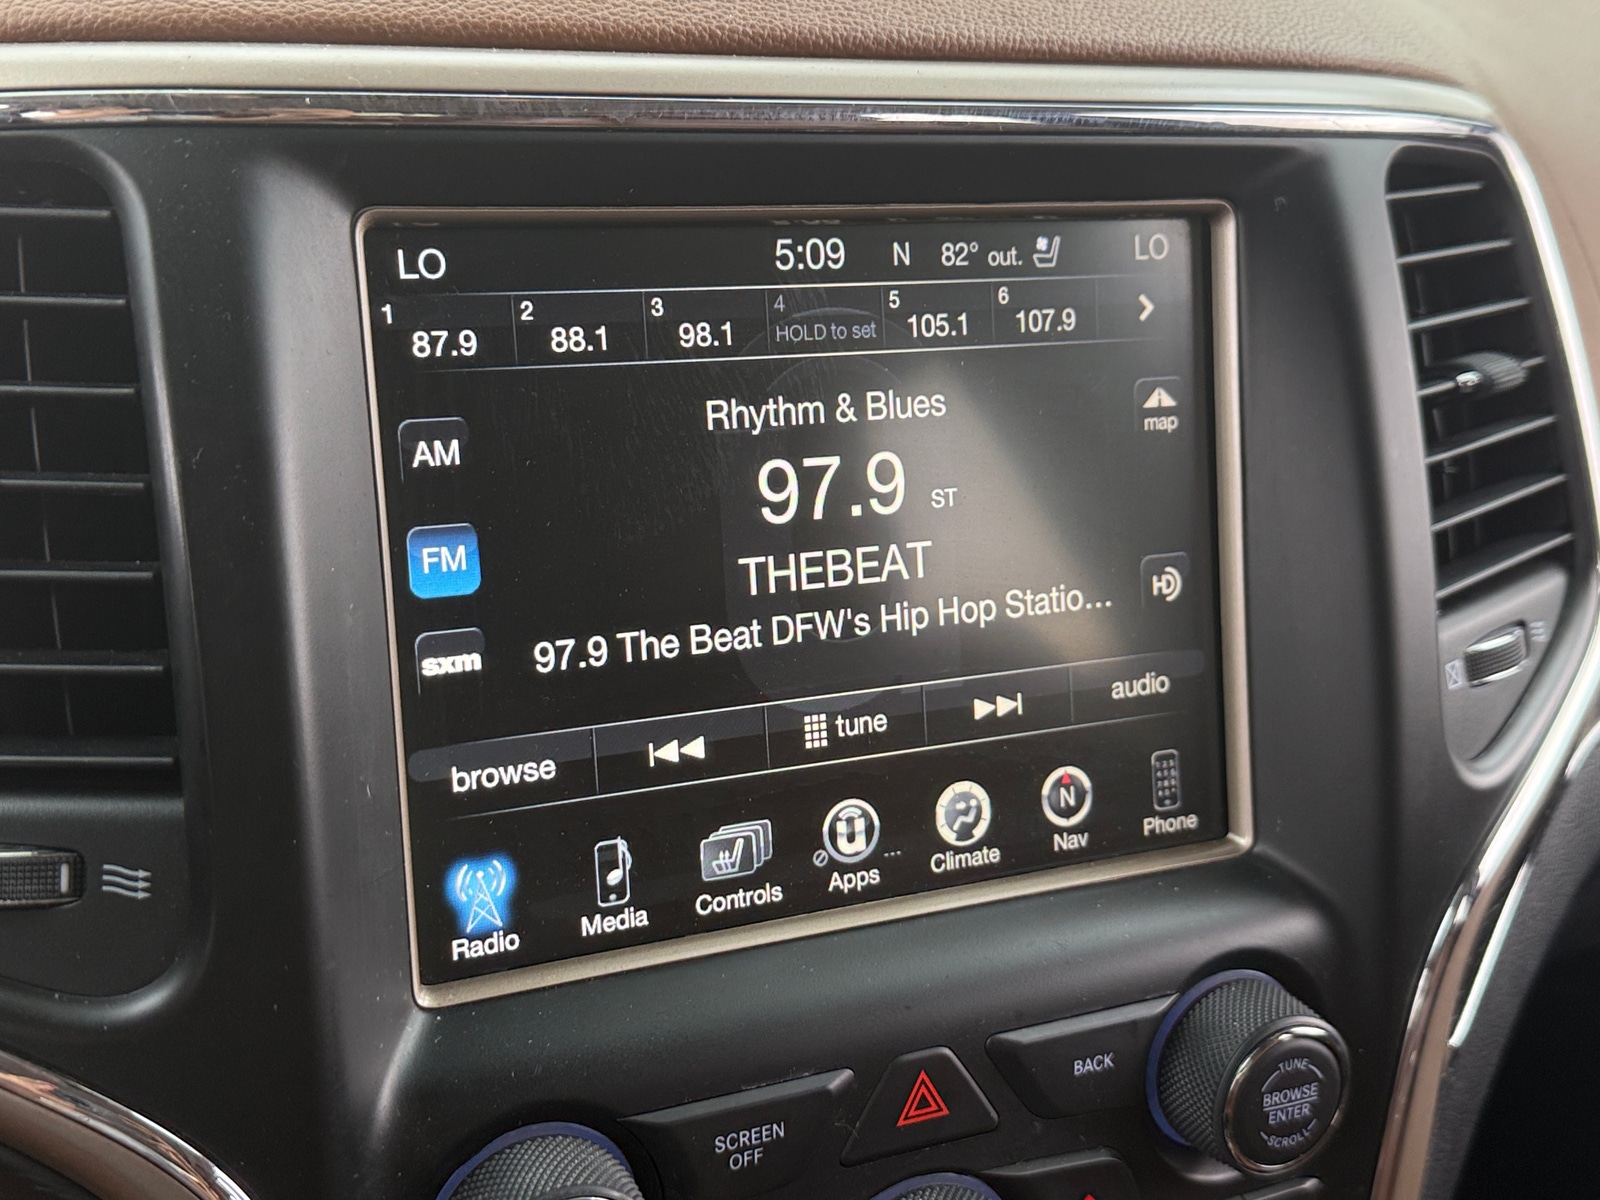 LO 5:09 N 82° out. LO
1 87.9 2 88.1 3 98.1 4 HOLD to set 5 105.1 6 107.9
Rhythm & Blues
map
AM
97.9 ST
FM
THEBEAT
HD
sxm
97.9 The Beat DFW's Hip Hop Statio...
browse tune audio
Radio Media Controls Apps ... Climate N Nav Phone
BACK
TUNE
BROWSE
ENTER
SCROLL
SCREEN
OFF